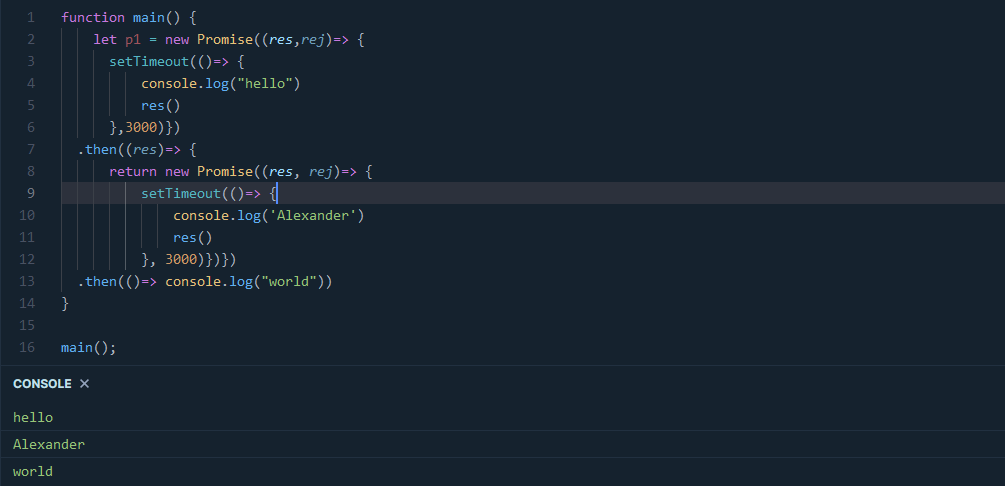 1 function main() {
2     let p1 = new Promise((res,rej)=> {
3       setTimeout(()=> {
4           console.log("hello")
5           res()
6       },3000)})
7   .then((res)=> {
8       return new Promise((res, rej)=> {
9           setTimeout(()=> {
10              console.log('Alexander')
11              res()
12          }, 3000)})})
13  .then(()=> console.log("world"))
14 }
15
16 main();
CONSOLE ×
hello
Alexander
world